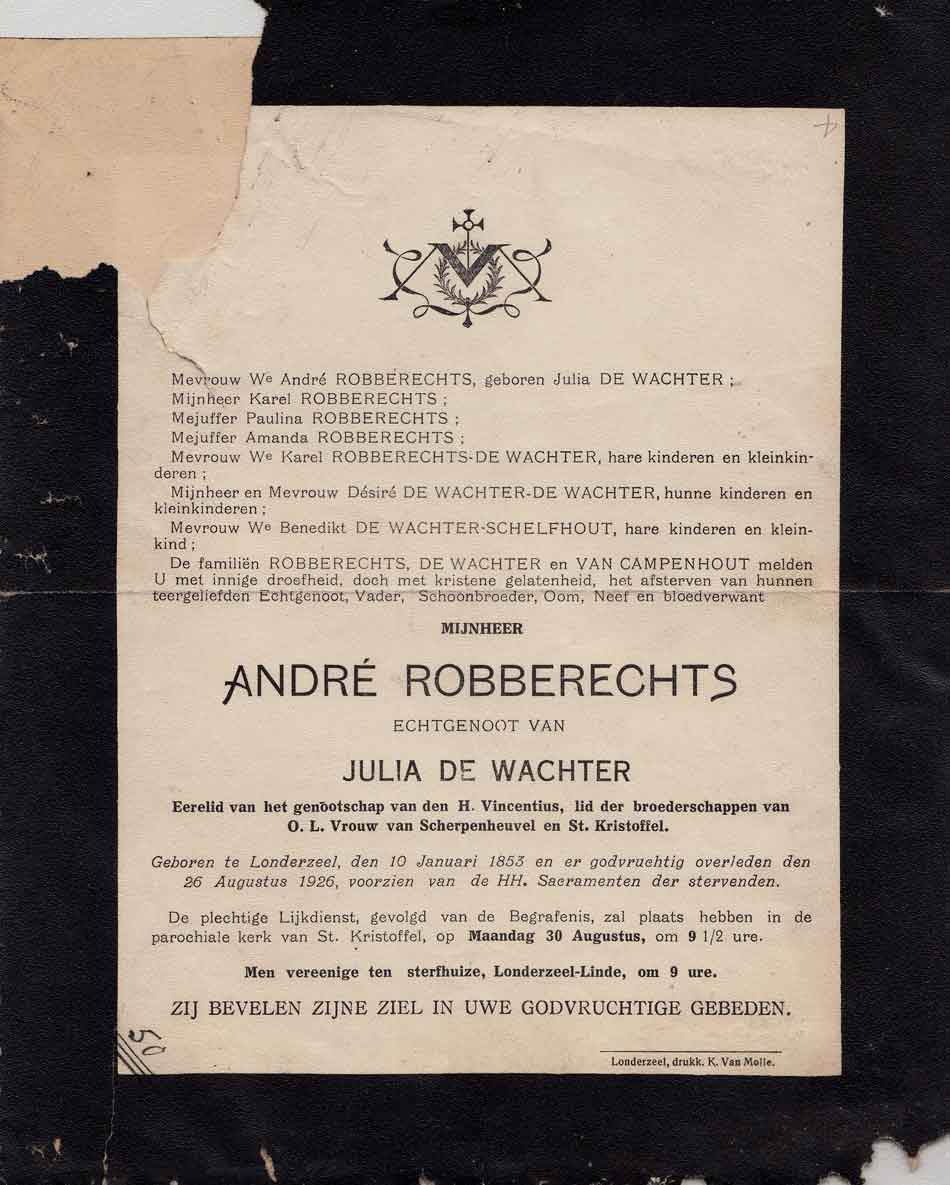 Mevrouw We André ROBBERECHTS, geboren Julia DE WACHTER ;
Mijnheer Karel ROBBERECHTS ;
Mejuffer Paulina ROBBERECHTS ;
Mejuffer Amanda ROBBERECHTS ;
Mevrouw We Karel ROBBERECHTS-DE WACHTER, hare kinderen en kleinkin-
deren ;
Mijnheer en Mevrouw Désiré DE WACHTER-DE WACHTER, hunne kinderen en
kleinkinderen ;
Mevrouw We Benedikt DE WACHTER-SCHELFHOUT, hare kinderen en klein-
kind ;
De familiën ROBBERECHTS, DE WACHTER en VAN CAMPENHOUT melden
U met innige droefheid, doch met kristene gelatenheid, het afsterven van hunnen
teergeliefden Echtgenoot, Vader, Schoonbroeder, Oom, Neef en bloedverwant
MIJNHEER
ANDRÉ ROBBERECHTS
ECHTGENOOT VAN
JULIA DE WACHTER
Eerelid van het genootschap van den H. Vincentius, lid der broederschappen van
O. L. Vrouw van Scherpenheuvel en St. Kristoffel.
Geboren te Londerzeel, den 10 Januari 1853 en er godvruchtig overleden den
26 Augustus 1926, voorzien van de HH. Sacramenten der stervenden.
De plechtige Lijkdienst, gevolgd van de Begrafenis, zal plaats hebben in de
parochiale kerk van St. Kristoffel, op Maandag 30 Augustus, om 9 1/2 ure.
Men vereenige ten sterfhuize, Londerzeel-Linde, om 9 ure.
ZIJ BEVELEN ZIJNE ZIEL IN UWE GODVRUCHTIGE GEBEDEN.
50
Londerzeel, drukk. K. Van Molle.